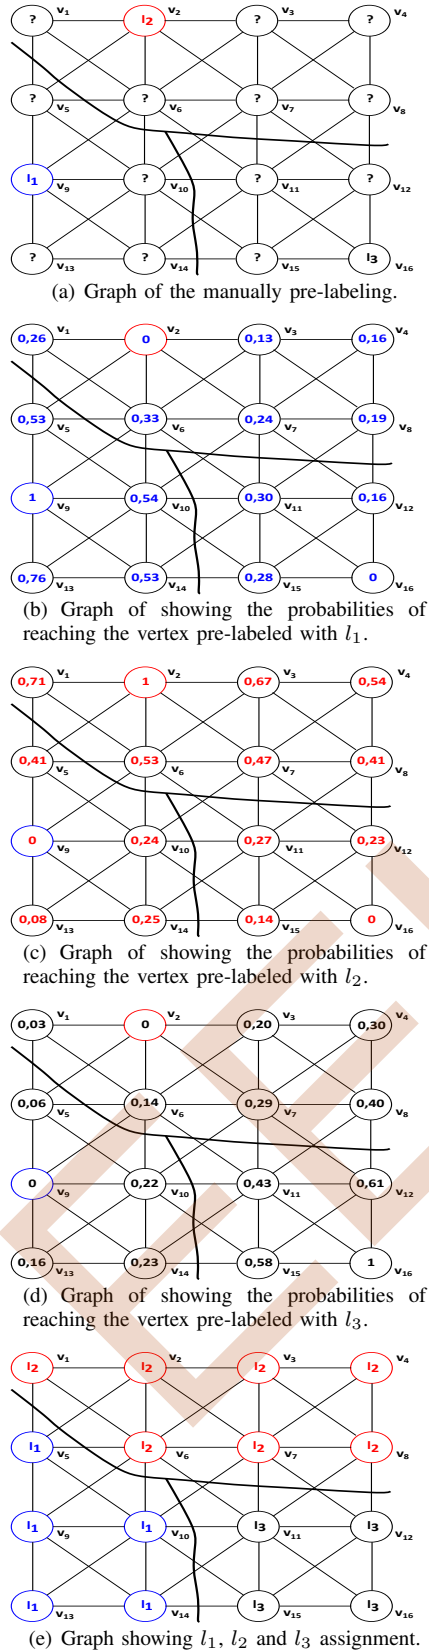 ? v1 l2 v2 ? v3 ? v4
? v5 ? v6 ? v7 ? v8
l1 v9 ? v10 ? v11 ? v12
? v13 ? v14 ? v15 l3 v16
(a) Graph of the manually pre-labeling.
0,26 v1 0 v2 0,13 v3 0,16 v4
0,53 v5 0,33 v6 0,24 v7 0,19 v8
1 v9 0,54 v10 0,30 v11 0,16 v12
0,76 v13 0,53 v14 0,28 v15 0 v16
(b) Graph of showing the probabilities of
reaching the vertex pre-labeled with l1.
0,71 v1 1 v2 0,67 v3 0,54 v4
0,41 v5 0,53 v6 0,47 v7 0,41 v8
0 v9 0,24 v10 0,27 v11 0,23 v12
0,08 v13 0,25 v14 0,14 v15 0 v16
(c) Graph of showing the probabilities of
reaching the vertex pre-labeled with l2.
0,03 v1 0 v2 0,20 v3 0,30 v4
0,06 v5 0,14 v6 0,29 v7 0,40 v8
0 v9 0,22 v10 0,43 v11 0,61 v12
0,16 v13 0,23 v14 0,58 v15 1 v16
(d) Graph of showing the probabilities of
reaching the vertex pre-labeled with l3.
l2 v1 l2 v2 l2 v3 l2 v4
l1 v5 l2 v6 l2 v7 l2 v8
l1 v9 l1 v10 l3 v11 l3 v12
l1 v13 l1 v14 l3 v15 l3 v16
(e) Graph showing l1, l2 and l3 assignment.